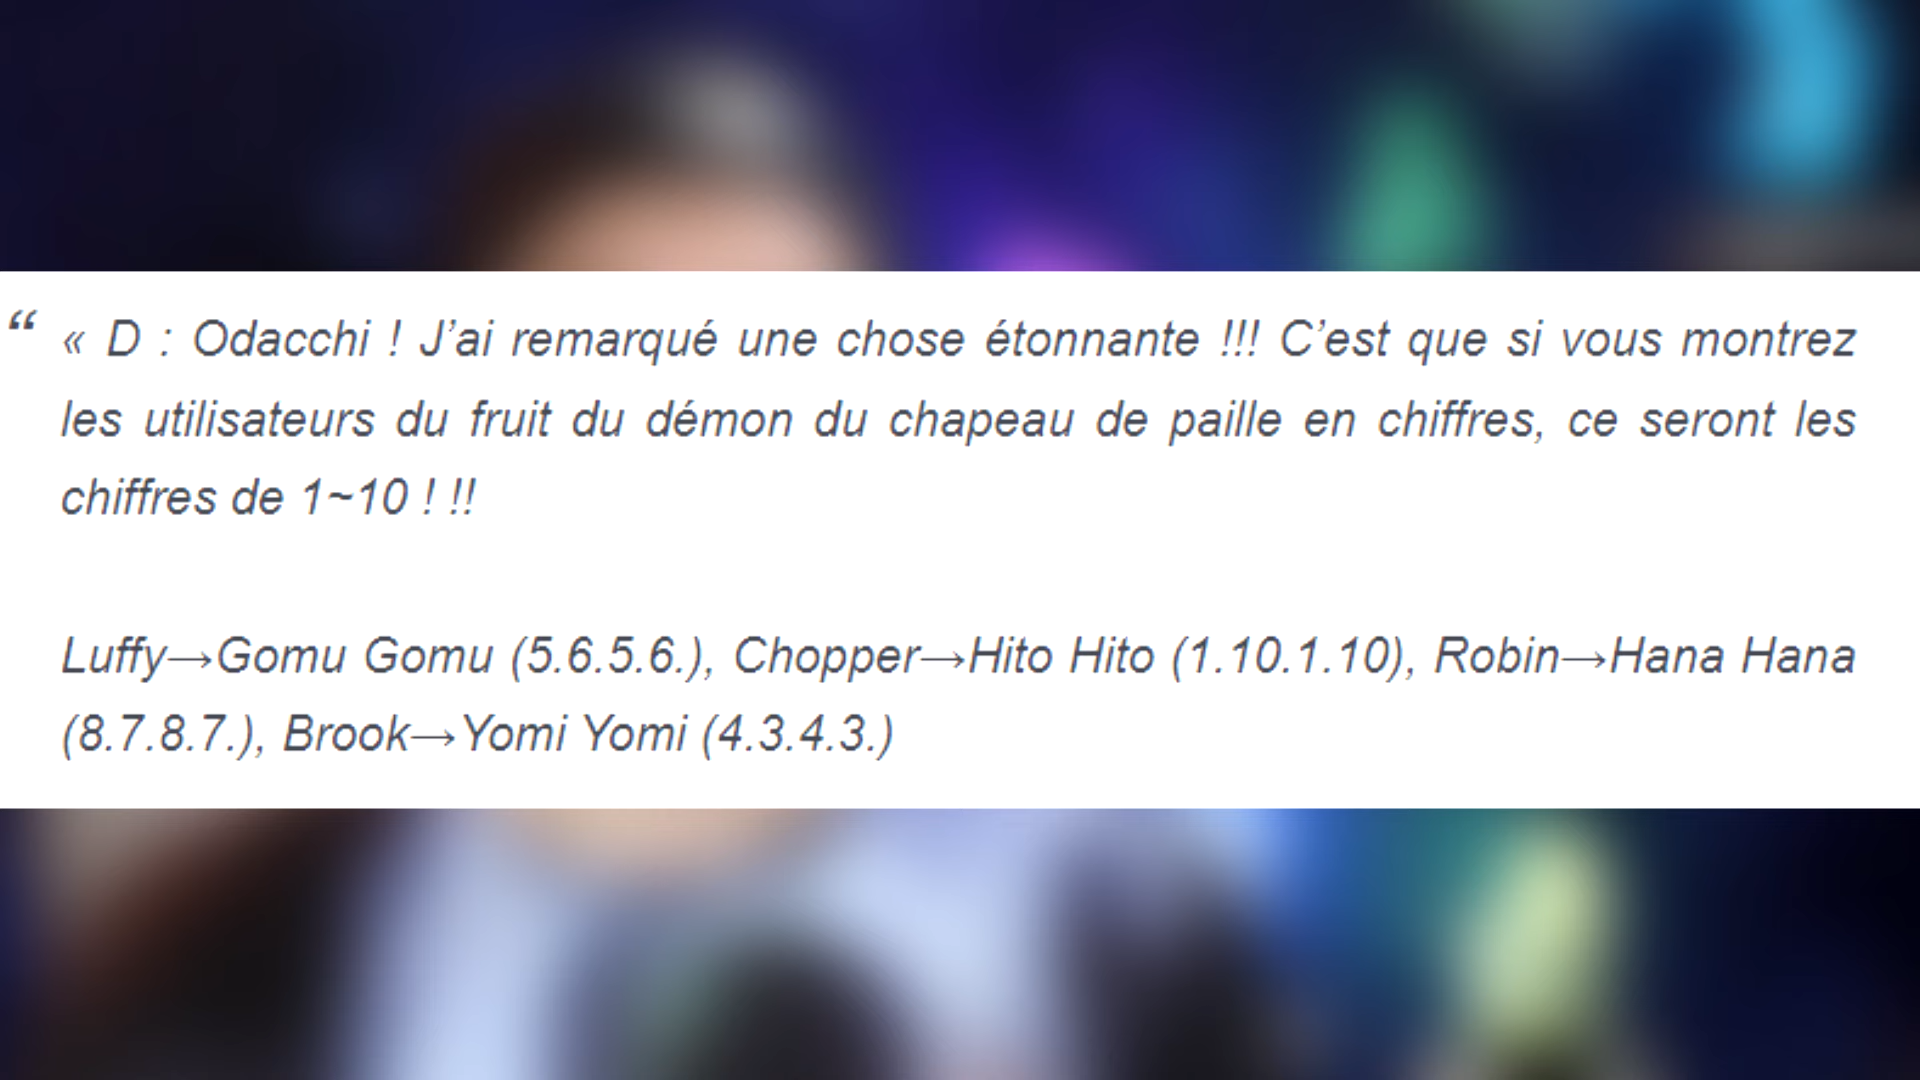 “ « D : Odacchi ! J’ai remarqué une chose étonnante !!! C’est que si vous montrez
les utilisateurs du fruit du démon du chapeau de paille en chiffres, ce seront les
chiffres de 1~10 ! !!
Luffy→Gomu Gomu (5.6.5.6.), Chopper→Hito Hito (1.10.1.10), Robin→Hana Hana
(8.7.8.7.), Brook→Yomi Yomi (4.3.4.3.)